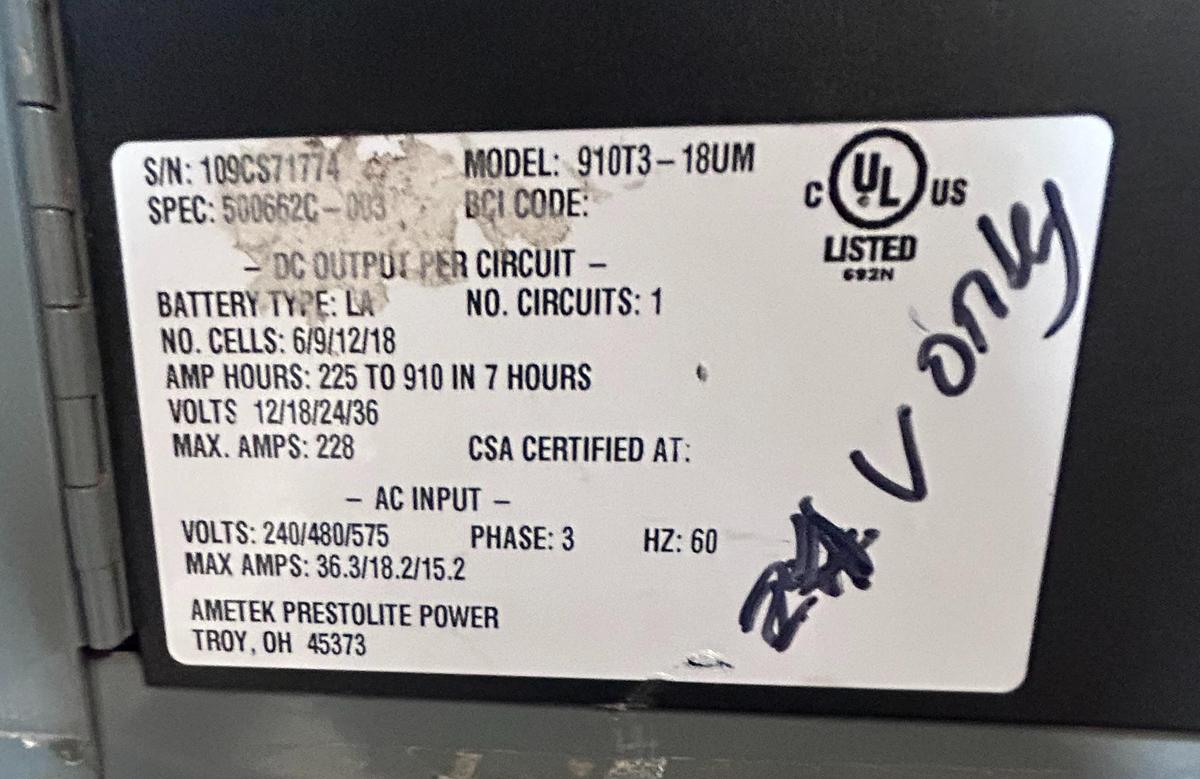 S/N: 109CS71774 MODEL: 910T3-18UM
SPEC: 500662C-003 BCI CODE:
C UL US
LISTED
692N
- DC OUTPUT PER CIRCUIT -
BATTERY TYPE: LA NO. CIRCUITS: 1
NO. CELLS: 6/9/12/18
AMP HOURS: 225 TO 910 IN 7 HOURS
VOLTS 12/18/24/36
MAX. AMPS: 228 CSA CERTIFIED AT:
- AC INPUT -
VOLTS: 240/480/575 PHASE: 3 HZ: 60
MAX AMPS: 36.3/18.2/15.2
AMETEK PRESTOLITE POWER
TROY, OH 45373
V only